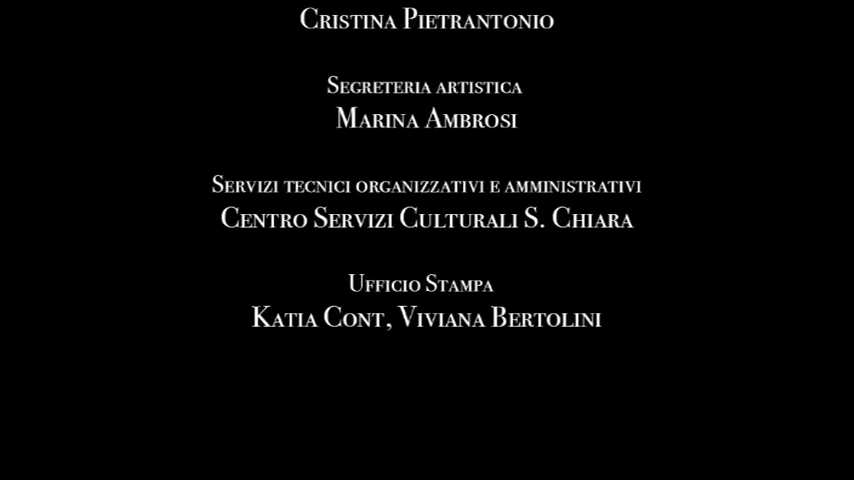 Cristina Pietrantonio
Segreteria artistica
Marina Ambrosi
Servizi tecnici organizzativi e amministrativi
Centro Servizi Culturali S. Chiara
Ufficio Stampa
Katia Cont, Viviana Bertolini